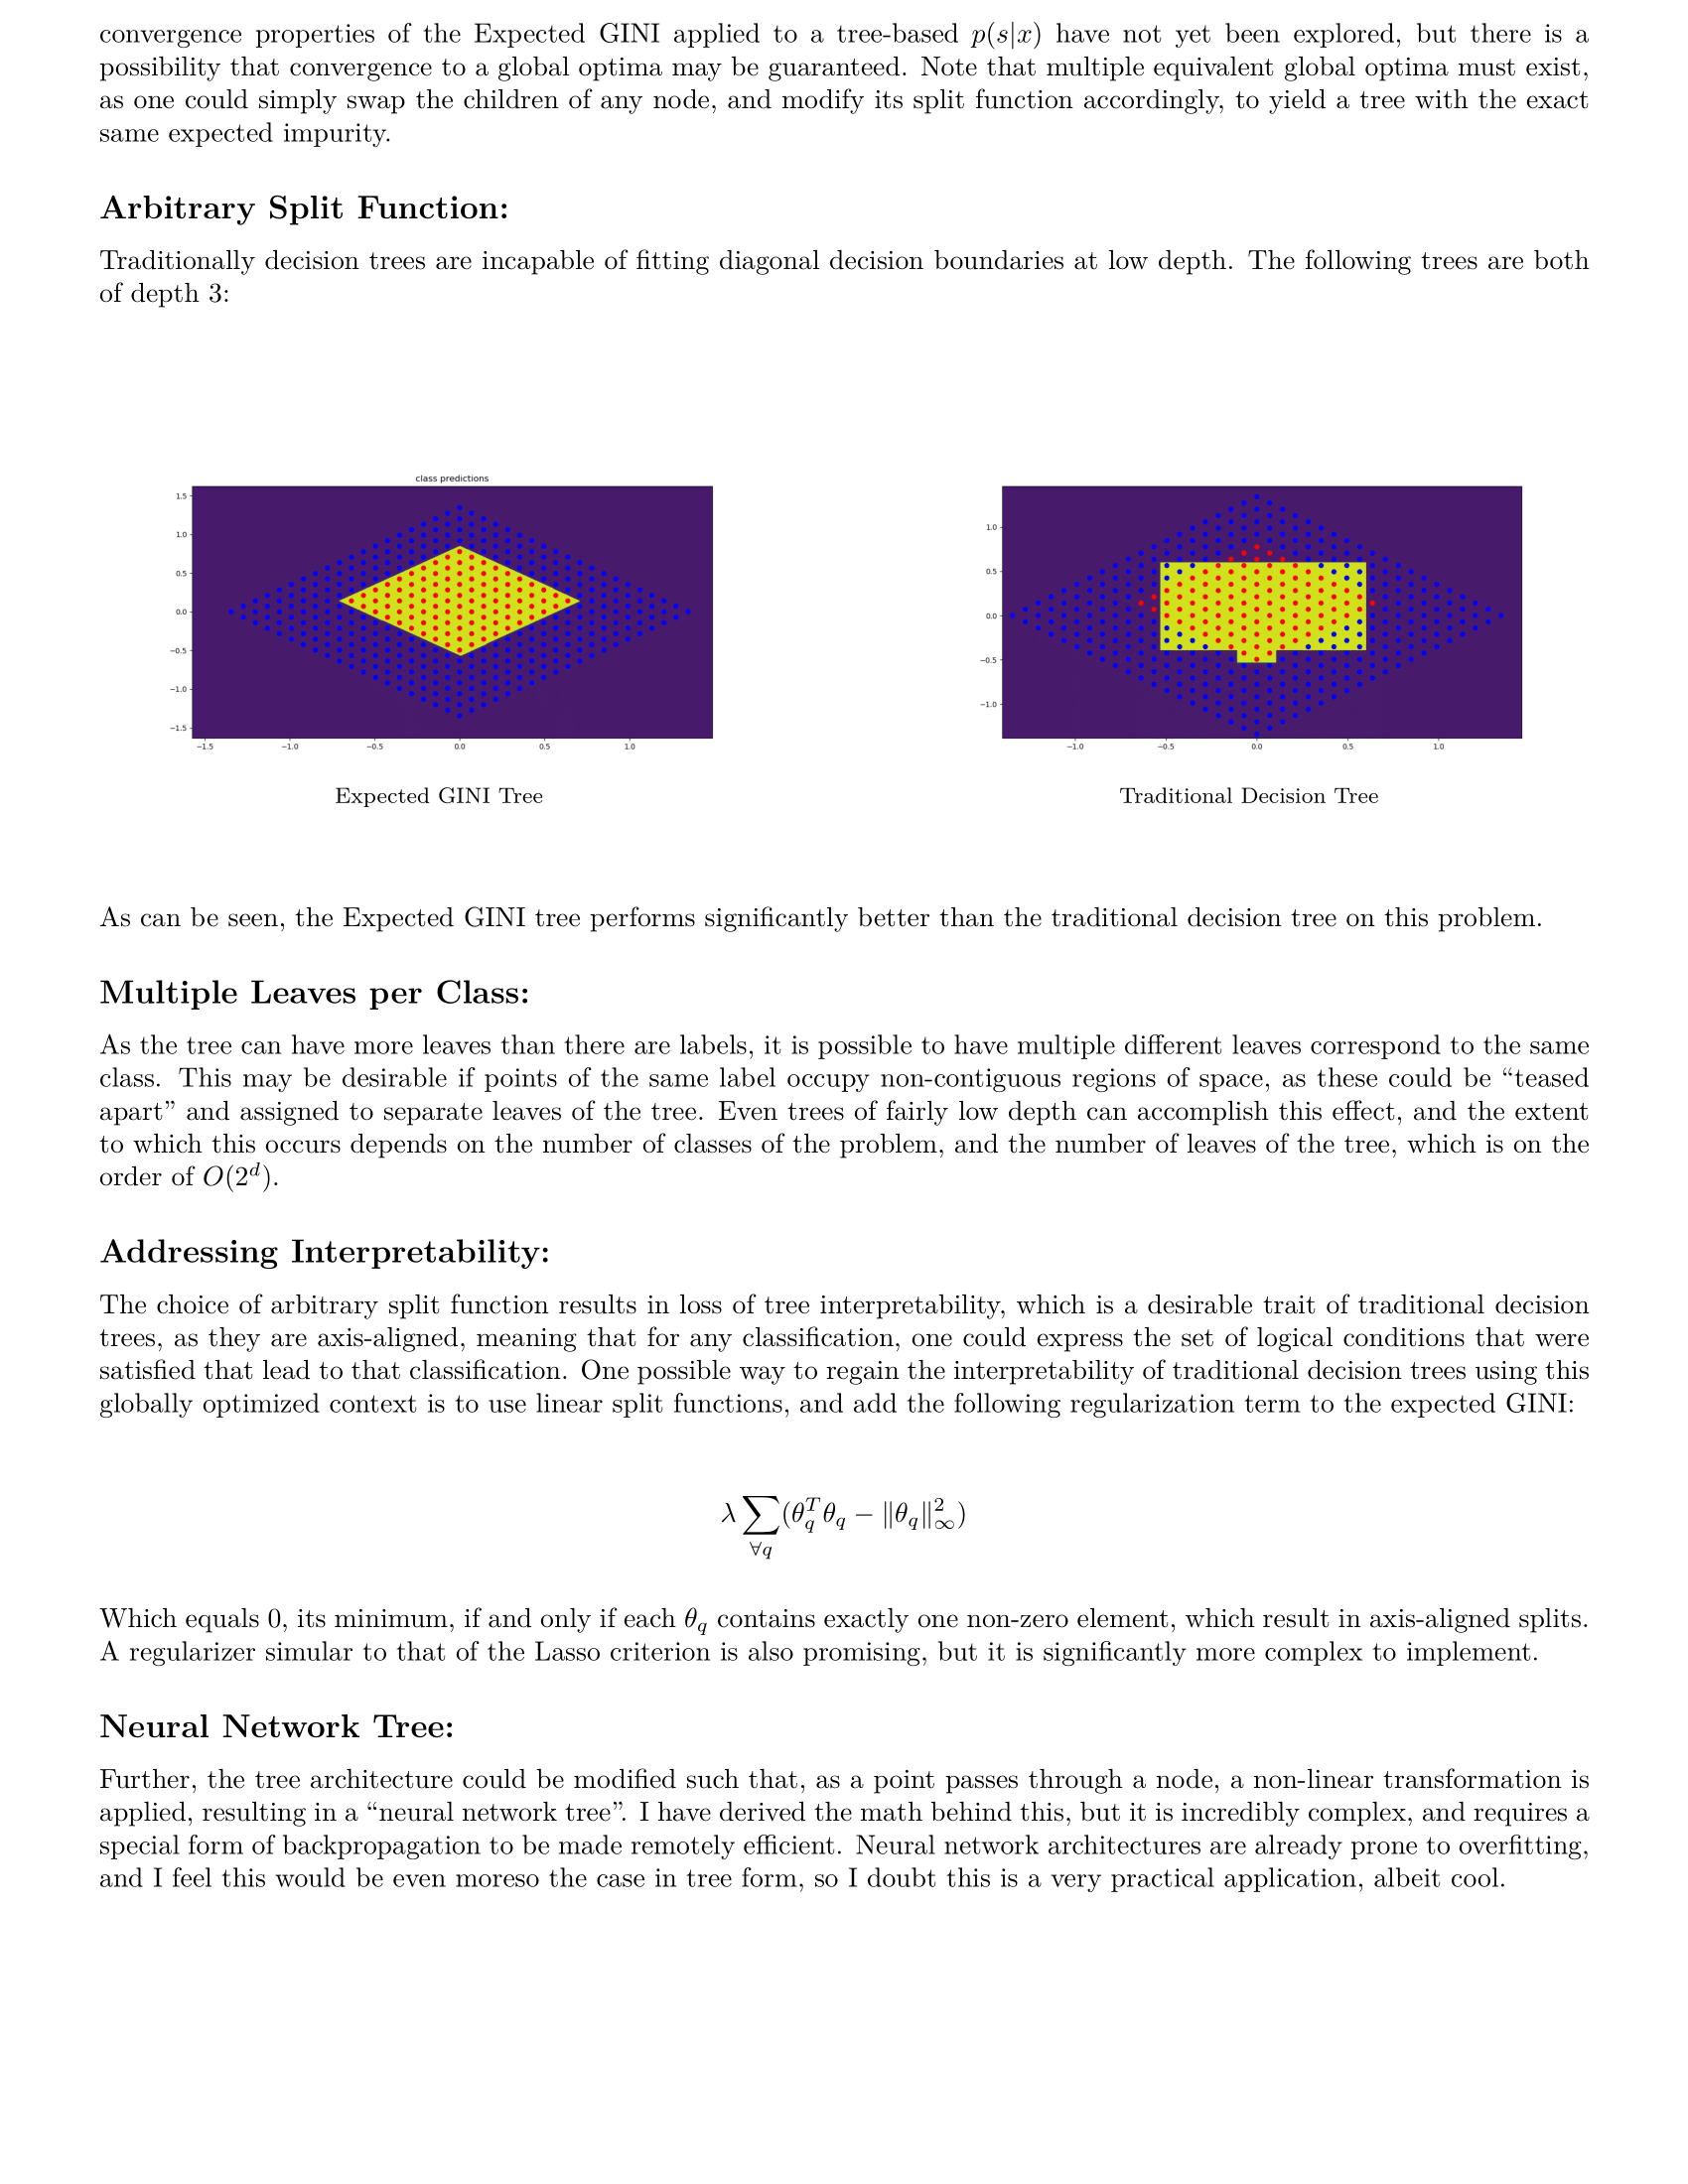 convergence properties of the Expected GINI applied to a tree-based p(s|x) have not yet been explored, but there is a
possibility that convergence to a global optima may be guaranteed. Note that multiple equivalent global optima must exist,
as one could simply swap the children of any node, and modify its split function accordingly, to yield a tree with the exact
same expected impurity.
Arbitrary Split Function:
Traditionally decision trees are incapable of fitting diagonal decision boundaries at low depth. The following trees are both
of depth 3:
class predictions
1.5
1.0
0.5
0.0
−0.5
−1.0
−1.5
−1.5 −1.0 −0.5 0.0 0.5 1.0
Expected GINI Tree
1.0
0.5
0.0
−0.5
−1.0
−1.0 −0.5 0.0 0.5 1.0
Traditional Decision Tree
As can be seen, the Expected GINI tree performs significantly better than the traditional decision tree on this problem.
Multiple Leaves per Class:
As the tree can have more leaves than there are labels, it is possible to have multiple different leaves correspond to the same
class. This may be desirable if points of the same label occupy non-contiguous regions of space, as these could be “teased
apart” and assigned to separate leaves of the tree. Even trees of fairly low depth can accomplish this effect, and the extent
to which this occurs depends on the number of classes of the problem, and the number of leaves of the tree, which is on the
order of O(2^d).
Addressing Interpretability:
The choice of arbitrary split function results in loss of tree interpretability, which is a desirable trait of traditional decision
trees, as they are axis-aligned, meaning that for any classification, one could express the set of logical conditions that were
satisfied that lead to that classification. One possible way to regain the interpretability of traditional decision trees using this
globally optimized context is to use linear split functions, and add the following regularization term to the expected GINI:
λ ∑_{∀q} (θ_q^T θ_q − ‖θ_q‖_∞^2)
Which equals 0, its minimum, if and only if each θ_q contains exactly one non-zero element, which result in axis-aligned splits.
A regularizer simular to that of the Lasso criterion is also promising, but it is significantly more complex to implement.
Neural Network Tree:
Further, the tree architecture could be modified such that, as a point passes through a node, a non-linear transformation is
applied, resulting in a “neural network tree”. I have derived the math behind this, but it is incredibly complex, and requires a
special form of backpropagation to be made remotely efficient. Neural network architectures are already prone to overfitting,
and I feel this would be even moreso the case in tree form, so I doubt this is a very practical application, albeit cool.